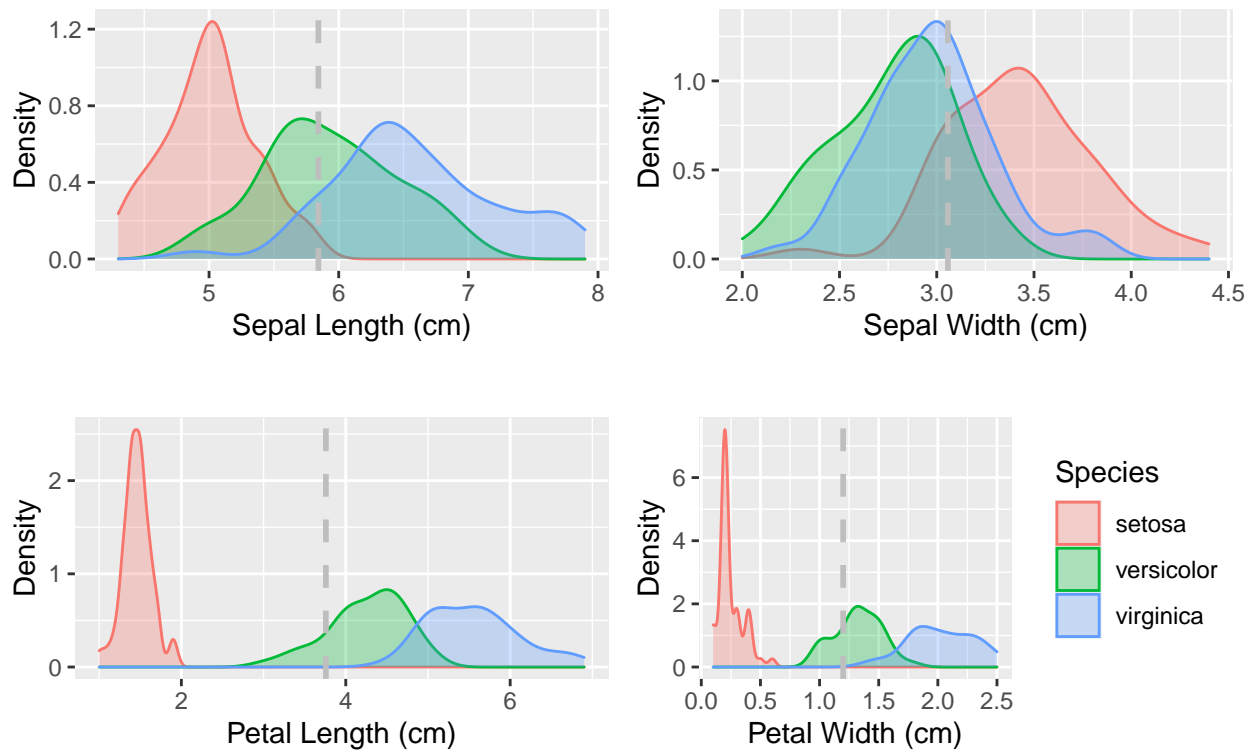 Density
1.2
0.8
0.4
0.0
5 6 7 8
Sepal Length (cm)
Density
1.0
0.5
0.0
2.0 2.5 3.0 3.5 4.0 4.5
Sepal Width (cm)
Density
2
1
0
2 4 6
Petal Length (cm)
Density
6
4
2
0
0.0 0.5 1.0 1.5 2.0 2.5
Petal Width (cm)
Species
setosa
versicolor
virginica